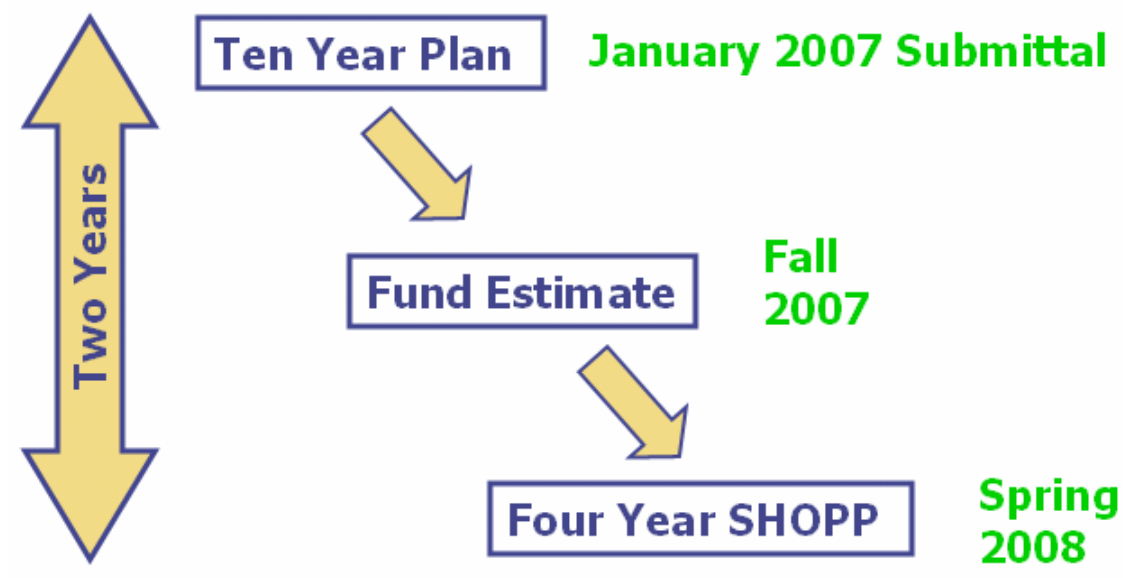 Ten Year Plan
January 2007 Submittal
Two Years
Fund Estimate
Fall
2007
Four Year SHOPP
Spring
2008